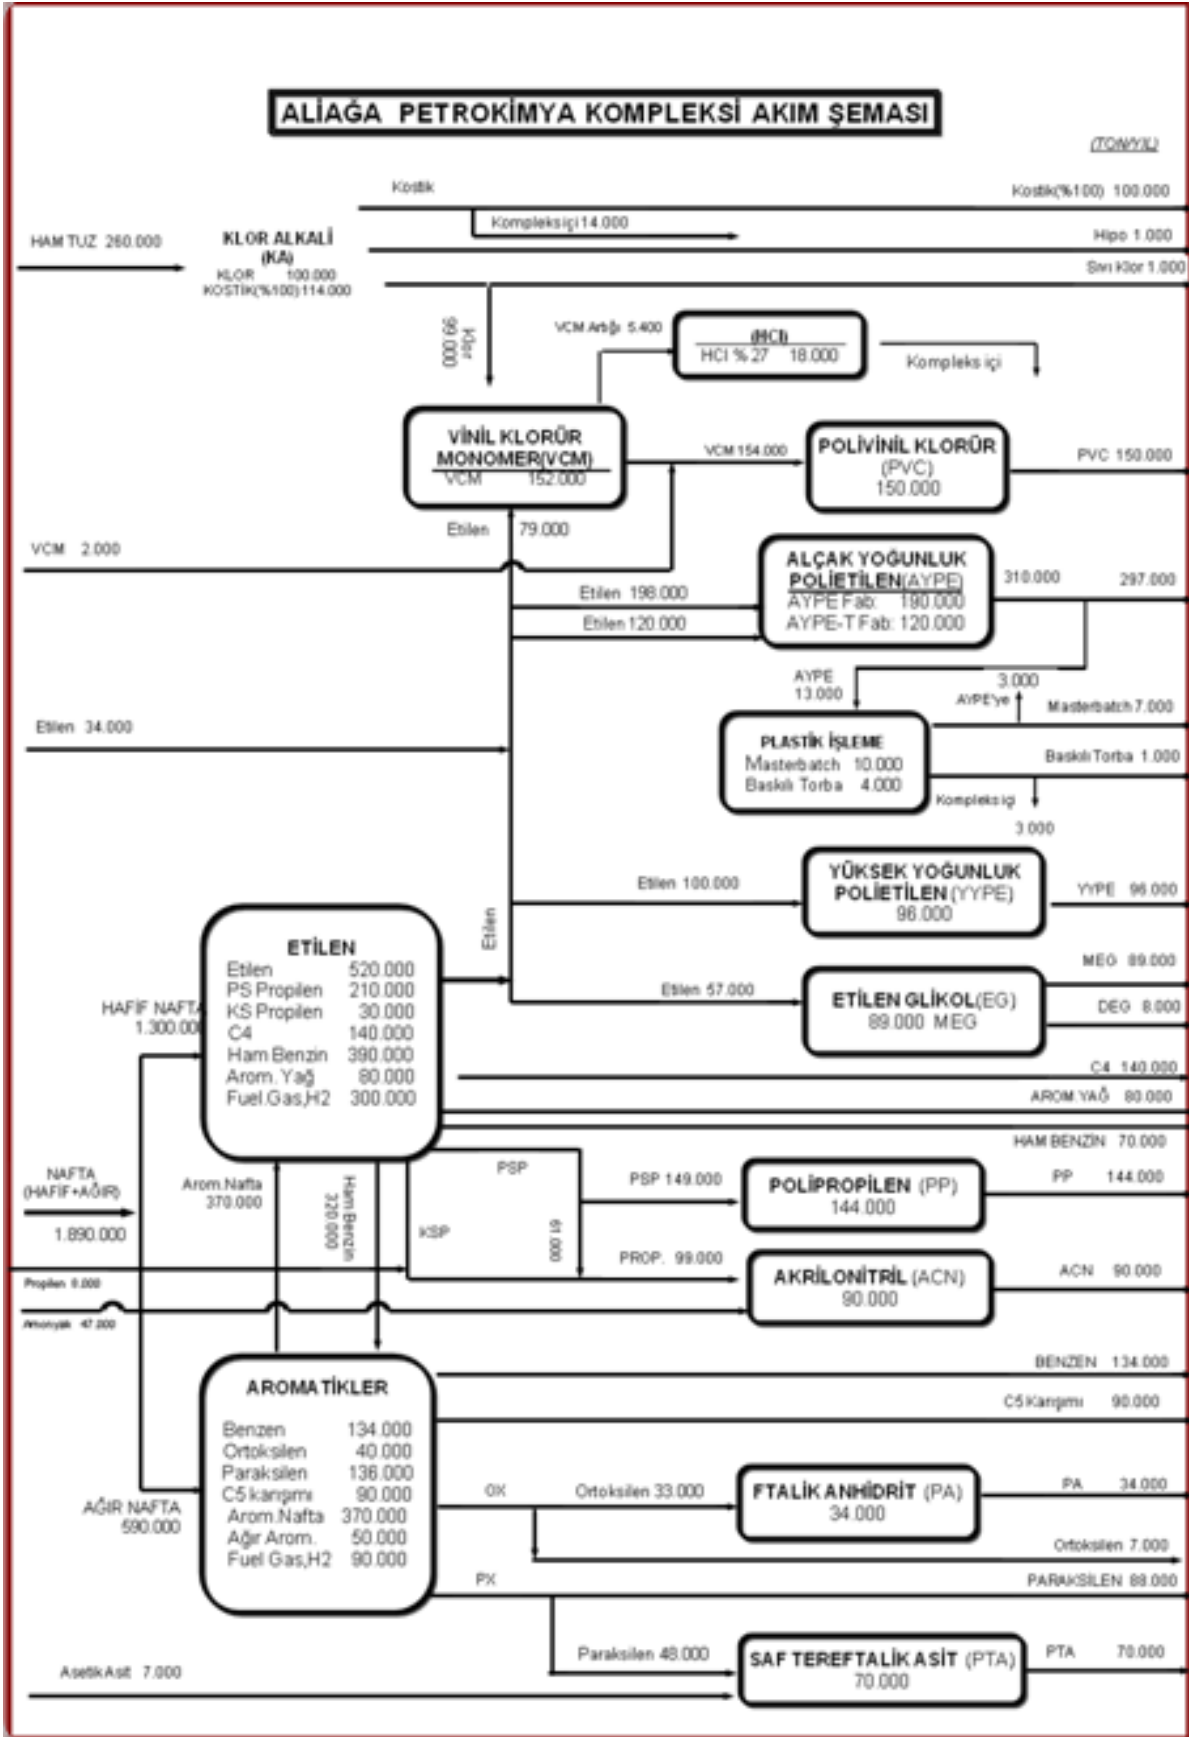 ALİAĞA PETROKİMYA KOMPLEKSİ AKIM ŞEMASI
(TON/YIL)
Kostik
Kostik(%100) 100.000
Kompleks içi 14.000
HAM TUZ 260.000
KLOR ALKALİ
(KA)
KLOR 100.000
KOSTİK(%100) 114.000
Hipo 1.000
Sıvı Klor 1.000
Klor
99.000
VCM Artığı 5.400
(HCl)
HCl % 27 18.000
Kompleks içi
VİNİL KLORÜR
MONOMER(VCM)
VCM 152.000
VCM 154.000
POLİVİNİL KLORÜR
(PVC)
150.000
PVC 150.000
Etilen 79.000
VCM 2.000
ALÇAK YOĞUNLUK
POLİETİLEN(AYPE)
AYPE Fab: 190.000
AYPE-T Fab: 120.000
310.000
297.000
Etilen 198.000
Etilen 120.000
AYPE
13.000
3.000
AYPE'ye
Masterbatch 7.000
Etilen 34.000
PLASTİK İŞLEME
Masterbatch 10.000
Baskılı Torba 4.000
Baskılı Torba 1.000
Kompleks içi
3.000
Etilen 100.000
YÜKSEK YOĞUNLUK
POLİETİLEN (YYPE)
96.000
YYPE 96.000
Etilen
ETİLEN
Etilen 520.000
PS Propilen 210.000
KS Propilen 30.000
C4 140.000
Ham Benzin 390.000
Arom. Yağ 80.000
Fuel.Gas,H2 300.000
HAFİF NAFTA
1.300.000
Etilen 57.000
ETİLEN GLİKOL(EG)
89.000 MEG
MEG 89.000
DEG 8.000
C4 140.000
AROM.YAĞ 80.000
HAM BENZİN 70.000
NAFTA
(HAFİF+AĞIR)
1.890.000
Arom.Nafta
370.000
Ham Benzin
320.000
PSP
KSP
61.000
PSP 149.000
POLİPROPİLEN (PP)
144.000
PP 144.000
PROP. 99.000
AKRİLONİTRİL (ACN)
90.000
ACN 90.000
Propilen
Amonyak 47.000
AROMATİKLER
Benzen 134.000
Ortoksilen 40.000
Paraksilen 136.000
C5 karışımı 90.000
Arom.Nafta 370.000
Ağır Arom. 50.000
Fuel Gas,H2 90.000
BENZEN 134.000
C5 Karışımı 90.000
AĞIR NAFTA
590.000
OX
Ortoksilen 33.000
FTALİK ANHİDRİT (PA)
34.000
PA 34.000
Ortoksilen 7.000
PX
PARAKSİLEN 88.000
Paraksilen 48.000
SAF TEREFTALİK ASİT (PTA)
70.000
PTA 70.000
Asetik Asit 7.000